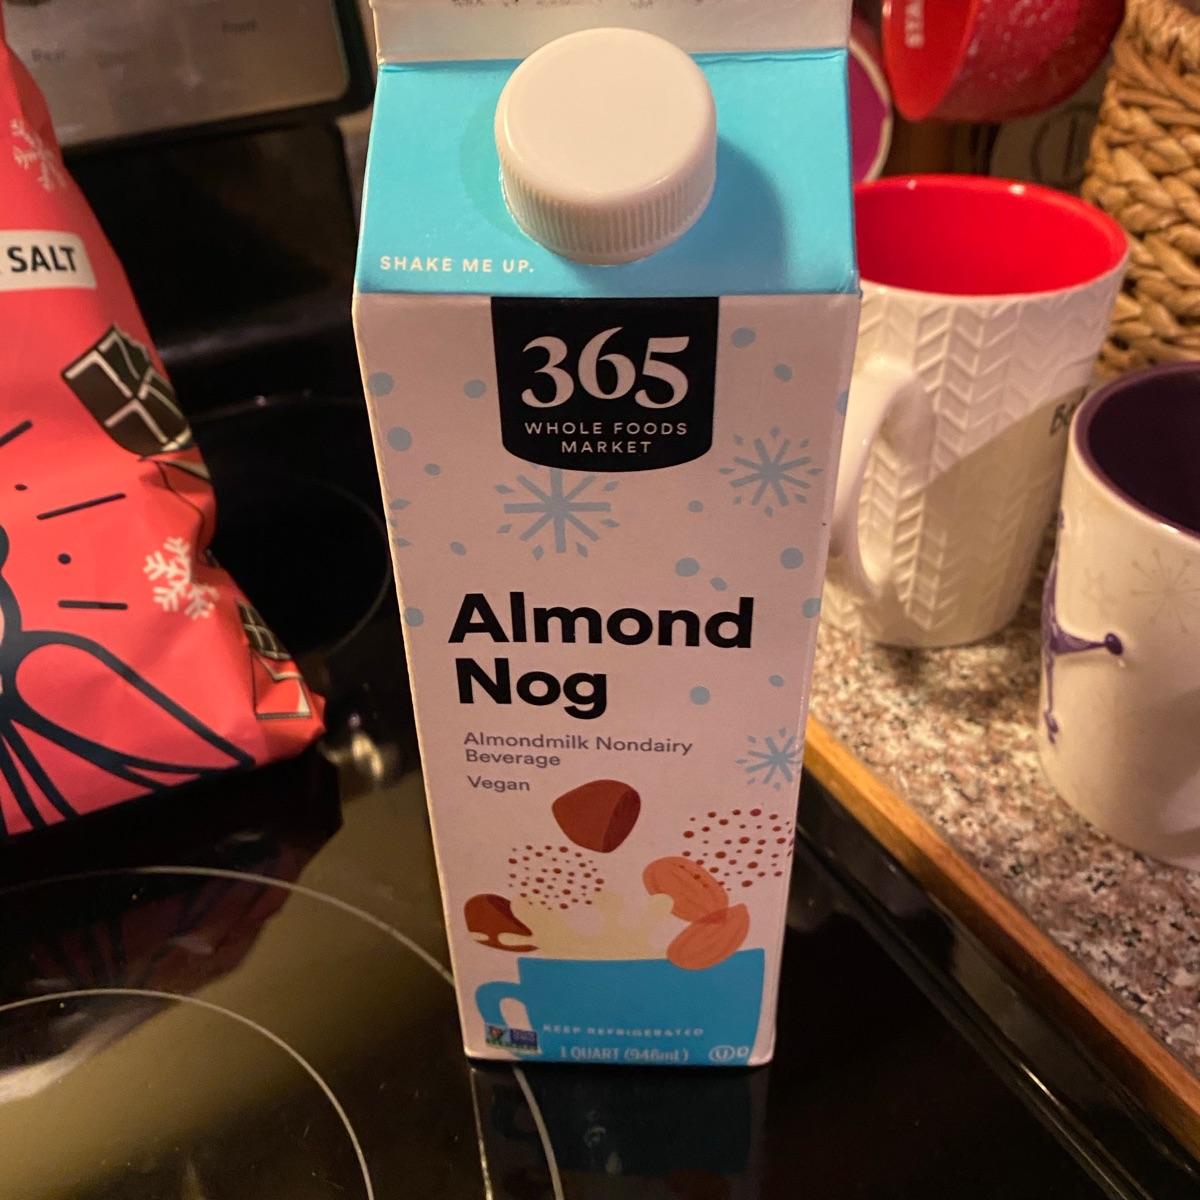 SHAKE ME UP.
365
WHOLE FOODS
MARKET
Almond
Nog
Almondmilk Nondairy
Beverage
Vegan
KEEP REFRIGERATED
1 QUART (946mL)
U D
SALT